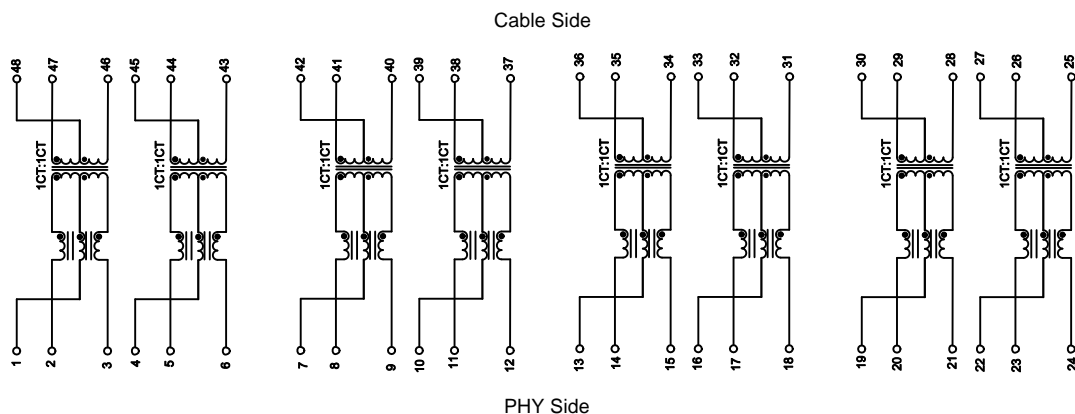 Cable Side
48 47 46 45 44 43 42 41 40 39 38 37 36 35 34 33 32 31 30 29 28 27 26 25
1CT:1CT 1CT:1CT 1CT:1CT 1CT:1CT 1CT:1CT 1CT:1CT 1CT:1CT 1CT:1CT
1 2 3 4 5 6 7 8 9 10 11 12 13 14 15 16 17 18 19 20 21 22 23 24
PHY Side